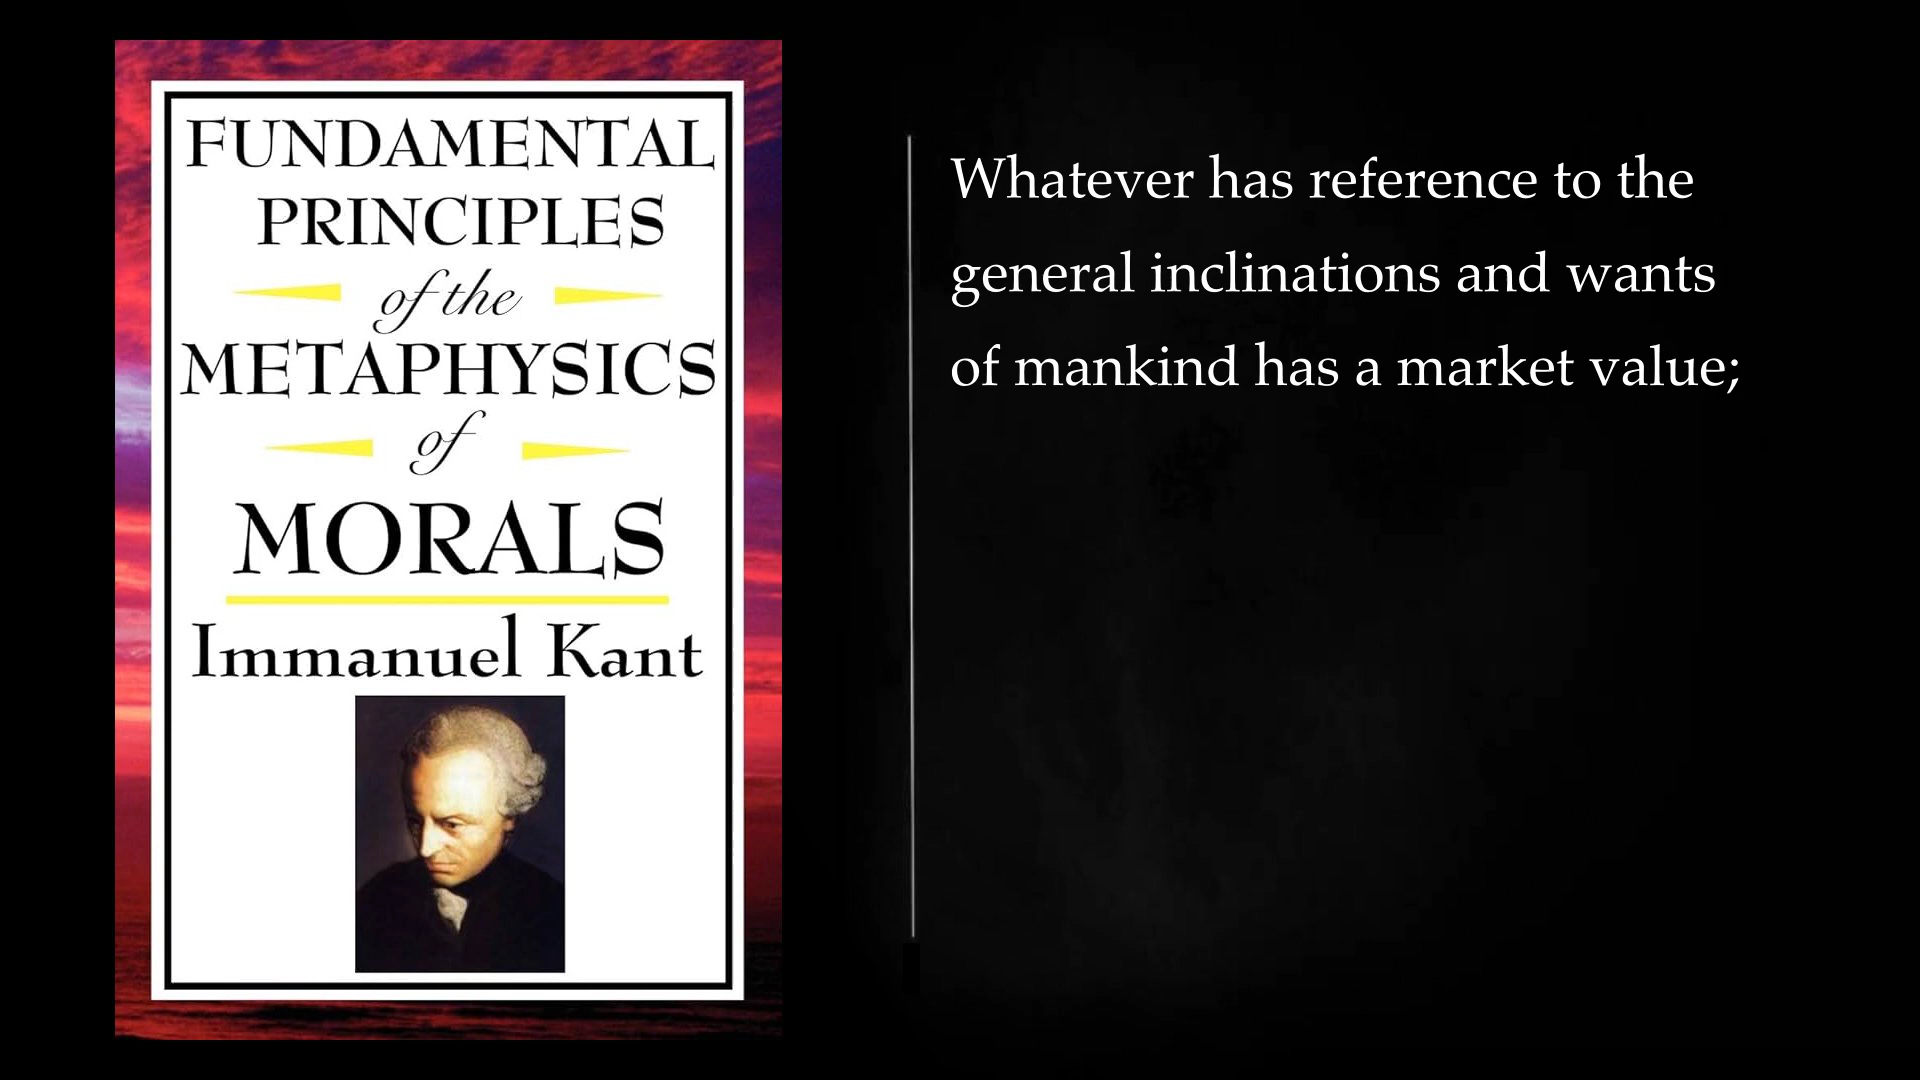 FUNDAMENTAL
PRINCIPLES
of the
METAPHYSICS
of
MORALS
Immanuel Kant
Whatever has reference to the
general inclinations and wants
of mankind has a market value;